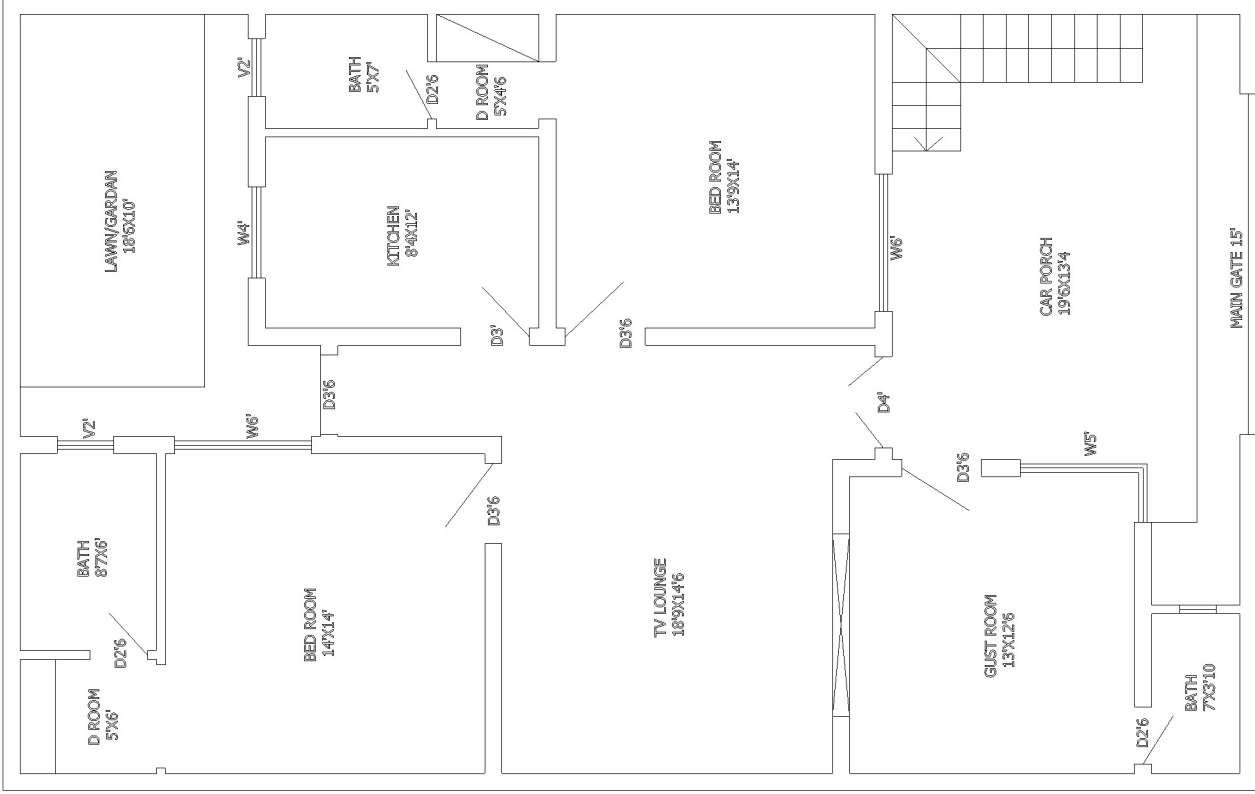 LAWN/GARDAN
18'6X10'
V2'
BATH
5'X7'
D2'6
D ROOM
5'X4'6
W4'
KITCHEN
8'4X12'
D3'
BED ROOM
13'9X14'
D3'6
W6'
CAR PORCH
19'6X13'4
MAIN GATE 15'
D3'6
V2'
W6'
D4'
D3'6
W5'
BATH
8'7X6'
D3'6
D2'6
D ROOM
5'X6'
BED ROOM
14'X14'
TV LOUNGE
18'9X14'6
GUST ROOM
13'X12'6
BATH
7'X3'10
D2'6